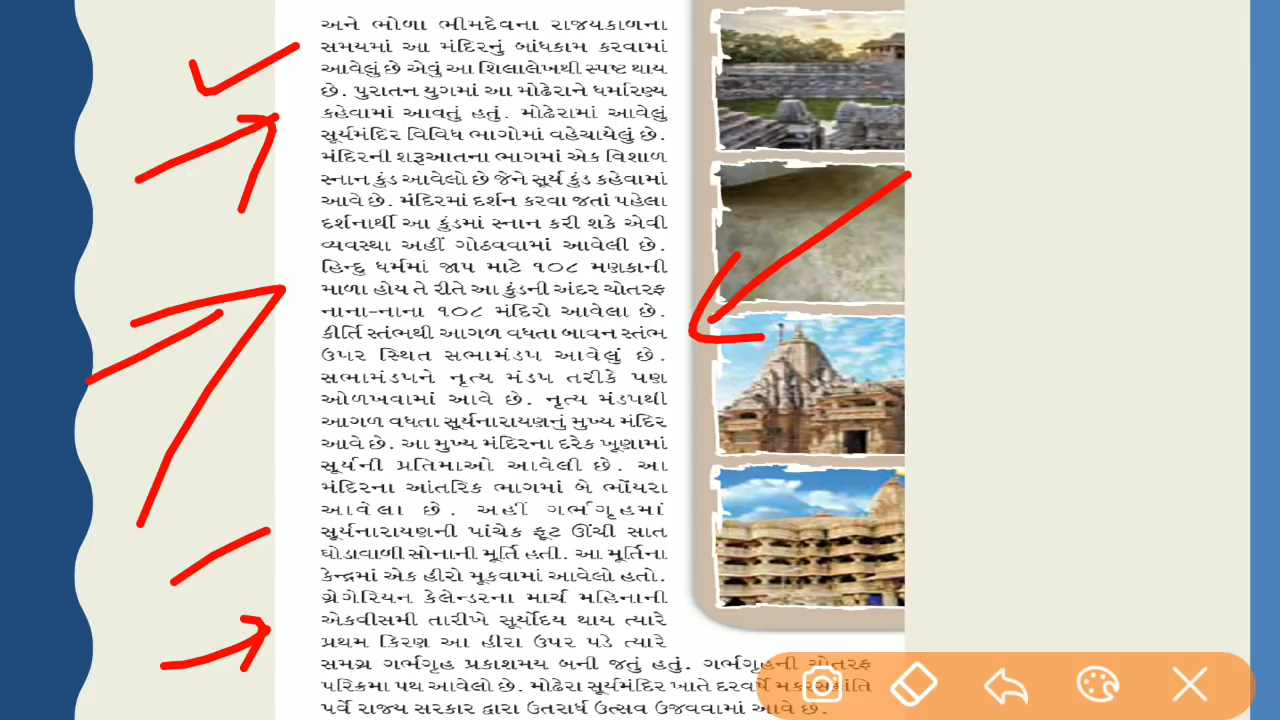 અને ભોળા ભીમદેવના રાજયકાળના
સમયમાં આ મંદિરનું બાંધકામ કરવામાં
આવેલું છે એવું આ શિલાલેખથી સ્પષ્ટ થાય
છે. પુરાતન યુગમાં આ મોઢેરાને ધર્મારણ્ય
કહેવામાં આવતું હતું. મોઢેરામાં આવેલું
સૂર્યમંદિર વિવિધ ભાગોમાં વહેચાયેલું છે.
મંદિરની શરૂઆતના ભાગમાં એક વિશાળ
સ્નાન કુંડ આવેલો છે જેને સૂર્ય કુંડ કહેવામાં
આવે છે. મંદિરમાં દર્શન કરવા જતાં પહેલા
દર્શનાર્થી આ કુંડમાં સ્નાન કરી શકે એવી
વ્યવસ્થા અહીં ગોઠવવામાં આવેલી છે.
હિન્દુ ધર્મમાં જાપ માટે ૧૦૮ મણકાની
માળા હોય તે રીતે આ કુંડની અંદર ચોતરફ
નાના-નાના ૧૦૮ મંદિરો આવેલા છે.
કીર્તિ સ્તંભથી આગળ વધતા બાવન સ્તંભ
ઉપર સ્થિત સભામંડપ આવેલું છે.
સભામંડપને નૃત્ય મંડપ તરીકે પણ
ઓળખવામાં આવે છે. નૃત્ય મંડપથી
આગળ વધતા સૂર્યનારાયણનું મુખ્ય મંદિર
આવે છે. આ મુખ્ય મંદિરના દરેક ખૂણામાં
સૂર્યની પ્રતિમાઓ આવેલી છે. આ
મંદિરના આંતરિક ભાગમાં બે ભોંયરા
આવેલા છે. અહીં ગર્ભગૃહમાં
સુર્યનારાયણની પાંચેક ફૂટ ઊંચી સાત
ઘોડાવાળી સોનાની મૂર્તિ હતી. આ મૂર્તિના
કેન્દ્રમાં એક હીરો મૂકવામાં આવેલો હતો.
ગ્રેગેરિયન કેલેન્ડરના માર્ચ મહિનાની
એકવીસમી તારીખે સૂર્યોદય થાય ત્યારે
પ્રથમ કિરણ આ હીરા ઉપર પડે ત્યારે
સમગ્ર ગર્ભગૃહ પ્રકાશમય બની જતું હતું. ગર્ભગૃહની ચોતરફ
પરિક્રમા પથ આવેલો છે. મોઢેરા સૂર્યમંદિર ખાતે દરવર્ષે મકરસંક્રાંતિ
પર્વે રાજ્ય સરકાર દ્વારા ઉતરાર્ધ ઉત્સવ ઉજવવામાં આવે છે.